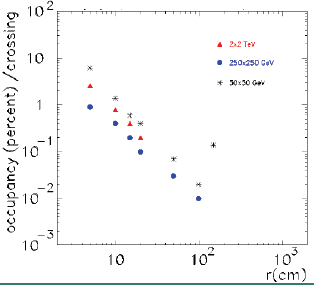 10^2
10
1
10^-1
10^-2
10^-3
occupancy (percent) /crossing
2x2 TeV
250x250 GeV
50x50 GeV
10 10^2 10^3
r(cm)